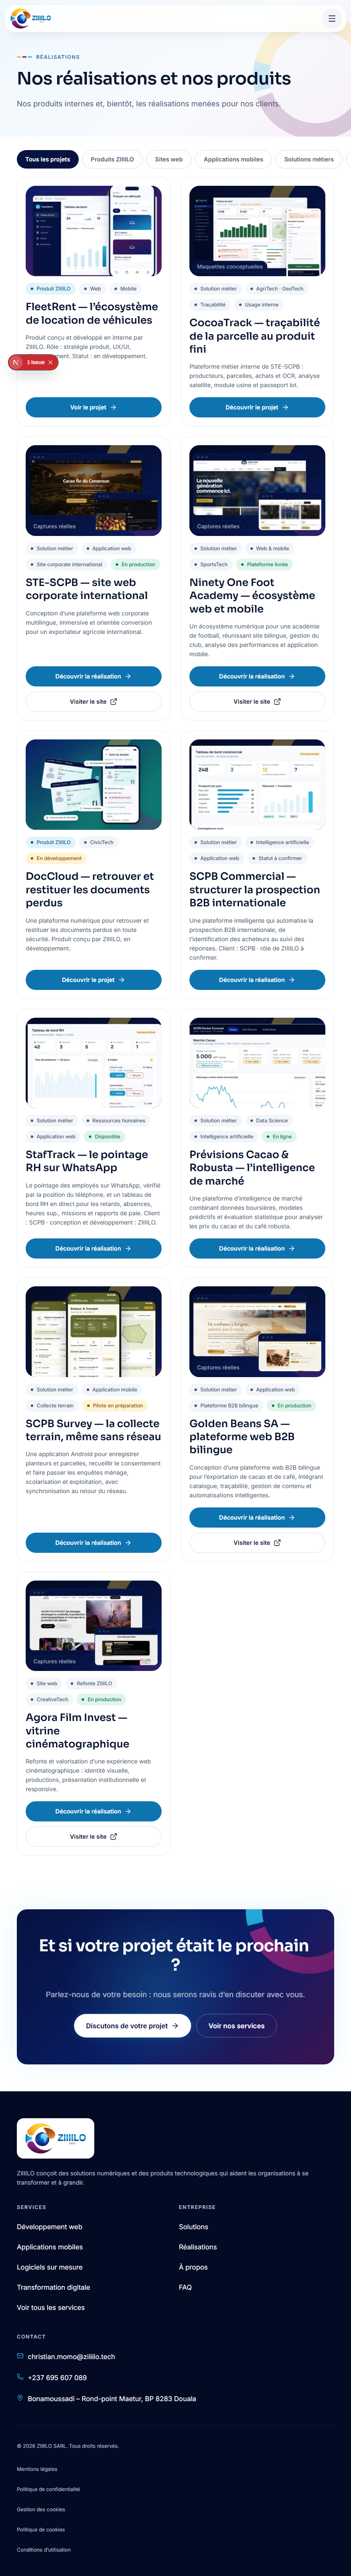 ZIIIILO
RÉALISATIONS
Nos réalisations et nos produits
Nos produits internes et, bientôt, les réalisations menées pour nos clients.
Tous les projets
Produits ZIIIILO
Sites web
Applications mobiles
Solutions métiers
Produit ZIIIILO
Web
Mobile
FleetRent — l’écosystème
de location de véhicules
Produit conçu et développé en interne par
ZIIIILO. Rôle : stratégie produit, UX/UI,
Statut : en développement.
1 Issue
Voir le projet
Maquettes conceptuelles
Solution métier
AgriTech · GeoTech
Traçabilité
Usage interne
CocoaTrack — traçabilité
de la parcelle au produit
fini
Plateforme métier interne de STE-SCPB :
producteurs, parcelles, achats et OCR, analyse
satellite, module usine et passeport lot.
Découvrir le projet
Captures réelles
Solution métier
Application web
Site corporate international
En production
STE-SCPB — site web
corporate international
Conception d’une plateforme web corporate
multilingue, immersive et orientée conversion
pour un exportateur agricole international.
Découvrir la réalisation
Visiter le site
La nouvelle
génération
commence ici.
Captures réelles
Solution métier
Web & mobile
SportsTech
Plateforme livrée
Ninety One Foot
Academy — écosystème
web et mobile
Un écosystème numérique pour une académie
de football, réunissant site bilingue, gestion du
club, analyse des performances et application
mobile.
Découvrir la réalisation
Visiter le site
Produit ZIIIILO
CivicTech
En développement
DocCloud — retrouver et
restituer les documents
perdus
Une plateforme numérique pour retrouver et
restituer les documents perdus en toute
sécurité. Produit conçu par ZIIIILO, en
développement.
Découvrir le projet
Tableau de bord commercial
248
3
12
7
Solution métier
Intelligence artificielle
Application web
Statut à confirmer
SCPB Commercial —
structurer la prospection
B2B internationale
Une plateforme intelligente qui automatise la
prospection B2B internationale, de
l’identification des acheteurs au suivi des
réponses. Client : SCPB · rôle de ZIIIILO à
confirmer.
Découvrir la réalisation
Tableau de bord RH
42
3
5
2
1
Solution métier
Ressources humaines
Application web
Disponible
StafTrack — le pointage
RH sur WhatsApp
Le pointage des employés sur WhatsApp, vérifié
par la position du téléphone, et un tableau de
bord RH en direct pour les retards, absences,
heures sup., missions et rapports de paie. Client
: SCPB · conception et développement : ZIIIILO.
Découvrir la réalisation
Marché Cacao
5 000
Solution métier
Data Science
Intelligence artificielle
En ligne
Prévisions Cacao &
Robusta — l’intelligence
de marché
Une plateforme d’intelligence de marché
combinant données boursières, modèles
prédictifs et évaluation statistique pour analyser
les prix du cacao et du café robusta.
Découvrir la réalisation
Solution métier
Application mobile
Collecte terrain
Pilote en préparation
SCPB Survey — la collecte
terrain, même sans réseau
Une application Android pour enregistrer
planteurs et parcelles, recueillir le consentement
et faire passer les enquêtes ménage,
scolarisation et exploitation, avec
synchronisation au retour du réseau.
Découvrir la réalisation
Captures réelles
Solution métier
Application web
Plateforme B2B bilingue
En production
Golden Beans SA —
plateforme web B2B
bilingue
Conception d’une plateforme web B2B bilingue
pour l’exportation de cacao et de café, intégrant
catalogue, traçabilité, gestion de contenu et
automatisations intelligentes.
Découvrir la réalisation
Visiter le site
Captures réelles
Site web
Refonte ZIIIILO
CreativeTech
En production
Agora Film Invest —
vitrine
cinématographique
Refonte et valorisation d’une expérience web
cinématographique : identité visuelle,
productions, présentation institutionnelle et
responsive.
Découvrir la réalisation
Visiter le site
Et si votre projet était le prochain
?
Parlez-nous de votre besoin : nous serons ravis d’en discuter avec vous.
Discutons de votre projet
Voir nos services
ZIIIILO
ZIIIILO conçoit des solutions numériques et des produits technologiques qui aident les organisations à se
transformer et à grandir.
SERVICES
Développement web
Applications mobiles
Logiciels sur mesure
Transformation digitale
Voir tous les services
ENTREPRISE
Solutions
Réalisations
À propos
FAQ
CONTACT
christian.momo@ziiiilo.tech
+237 695 607 089
Bonamoussadi – Rond-point Maetur, BP 8283 Douala
© 2026 ZIIIILO SARL. Tous droits réservés.
Mentions légales
Politique de confidentialité
Gestion des cookies
Politique de cookies
Conditions d’utilisation